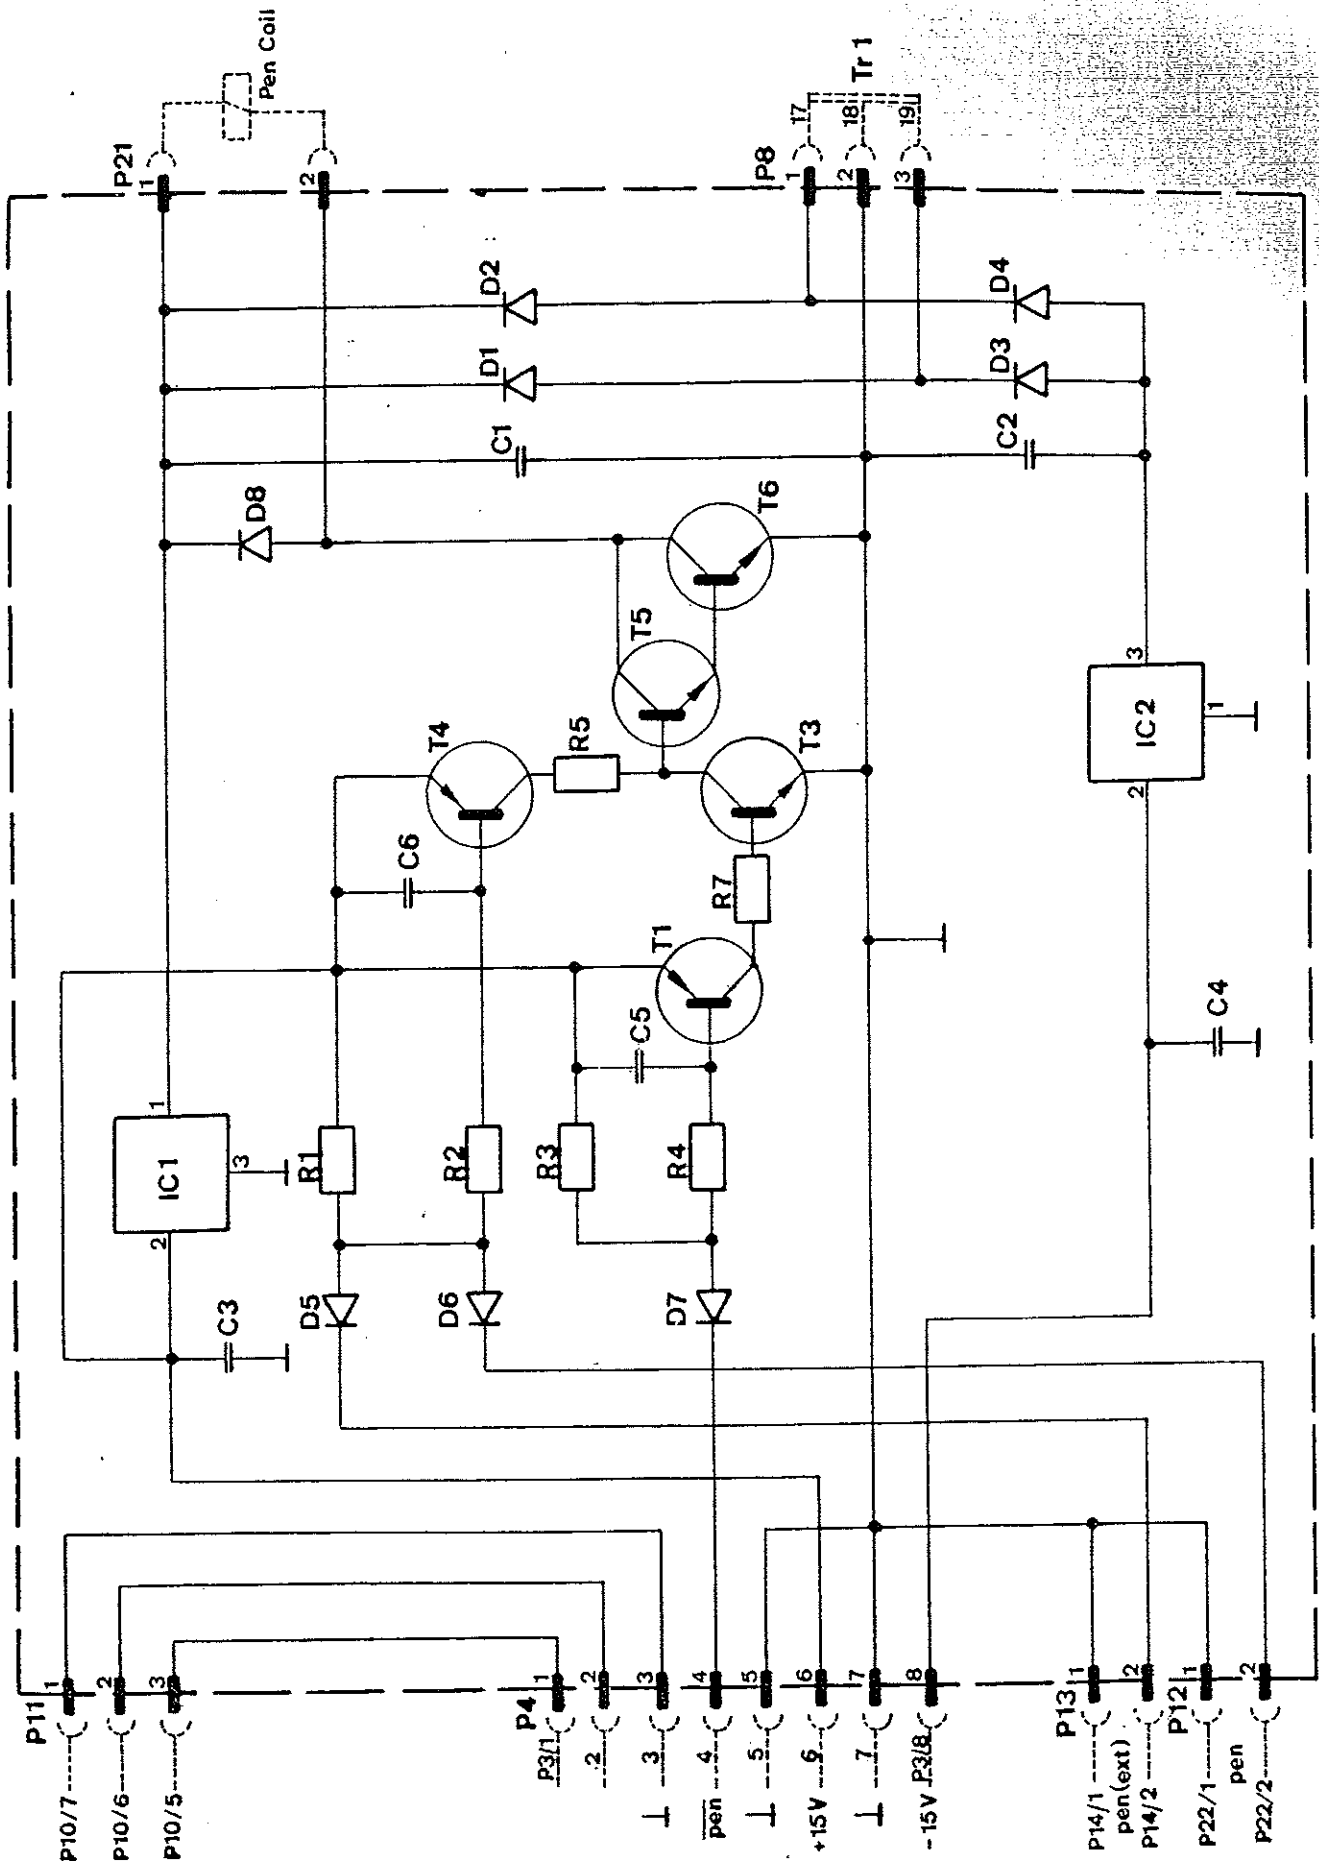 P11
1
P10/7
2
P10/6
3
P10/5
P4
1
P3/1
2
2
3
3
⊥
4
4
pen
5
5
⊥
6
6
+15V
7
7
⊥
8
P3/8
-15V
P13
1
P14/1
pen(ext)
2
P14/2
P12
1
P22/1
pen
2
P22/2
C3
2
IC1
1
3
D5
D6
D7
R1
R2
R3
R4
C5
C6
T1
R7
T4
R5
T3
T5
T6
D8
C1
C2
D1
D2
D3
D4
C4
2
IC2
3
1
P21
1
2
Pen Coil
P8
1
17
2
18
3
19
Tr 1